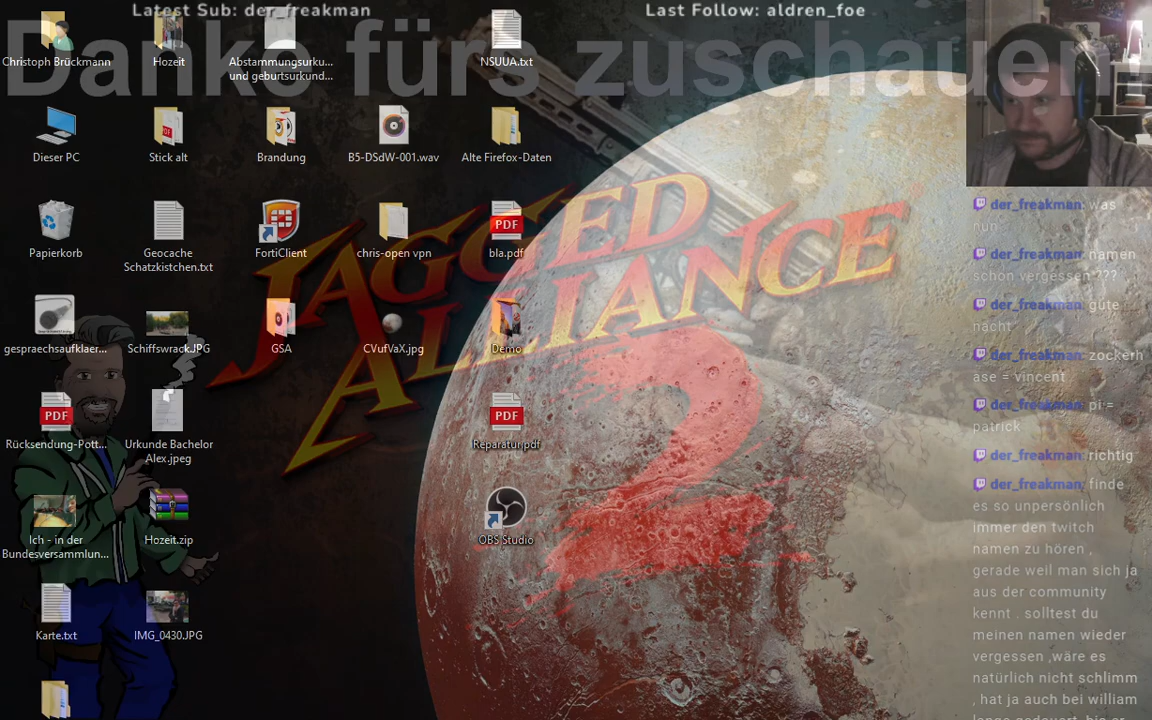 Latest Sub: der_freakman
Last Follow: aldren_foe
Danke fürs zuschauen
Christoph Brückmann
Hozeit
Abstammungsurku...
und geburtsurkund...
NSUUA.txt
Dieser PC
Stick alt
Brandung
B5-DSdW-001.wav
Alte Firefox-Daten
Papierkorb
Geocache
Schatzkistchen.txt
FortiClient
chris-open vpn
PDF
bla.pdf
gespraechsaufklaer...
Schiffswrack.JPG
GSA
CVufVaX.jpg
Demo
JAGGED
ALLIANCE
2
PDF
Rücksendung-Pott...
Urkunde Bachelor
Alex.jpeg
PDF
Reparatur.pdf
Ich - in der
Bundesversammlun...
Hozeit.zip
OBS Studio
Karte.txt
IMG_0430.JPG
der_freakman: was
nun
der_freakman: namen
schon vergessen ???
der_freakman: gute
nacht
der_freakman: zockerh
ase = vincent
der_freakman: pi =
patrick
der_freakman: richtig
der_freakman: finde
es so unpersönlich
immer den twitch
namen zu hören ,
gerade weil man sich ja
aus der community
kennt . solltest du
meinen namen wieder
vergessen ,wäre es
natürlich nicht schlimm
, hat ja auch bei william